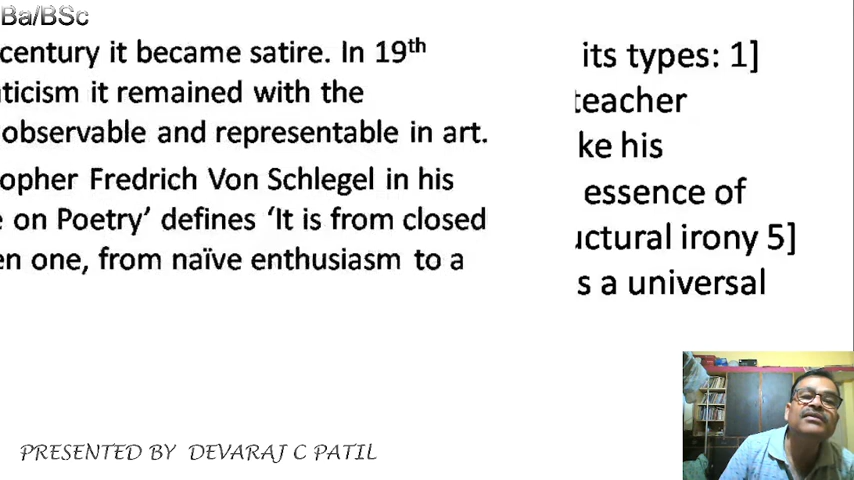 Ba/BSc
century it became satire. In 19th
ticism it remained with the
observable and representable in art.
opher Fredrich Von Schlegel in his
e on Poetry’ defines ‘It is from closed
en one, from naïve enthusiasm to a
its types: 1]
teacher
ke his
essence of
uctural irony 5]
s a universal
PRESENTED BY DEVARAJ C PATIL